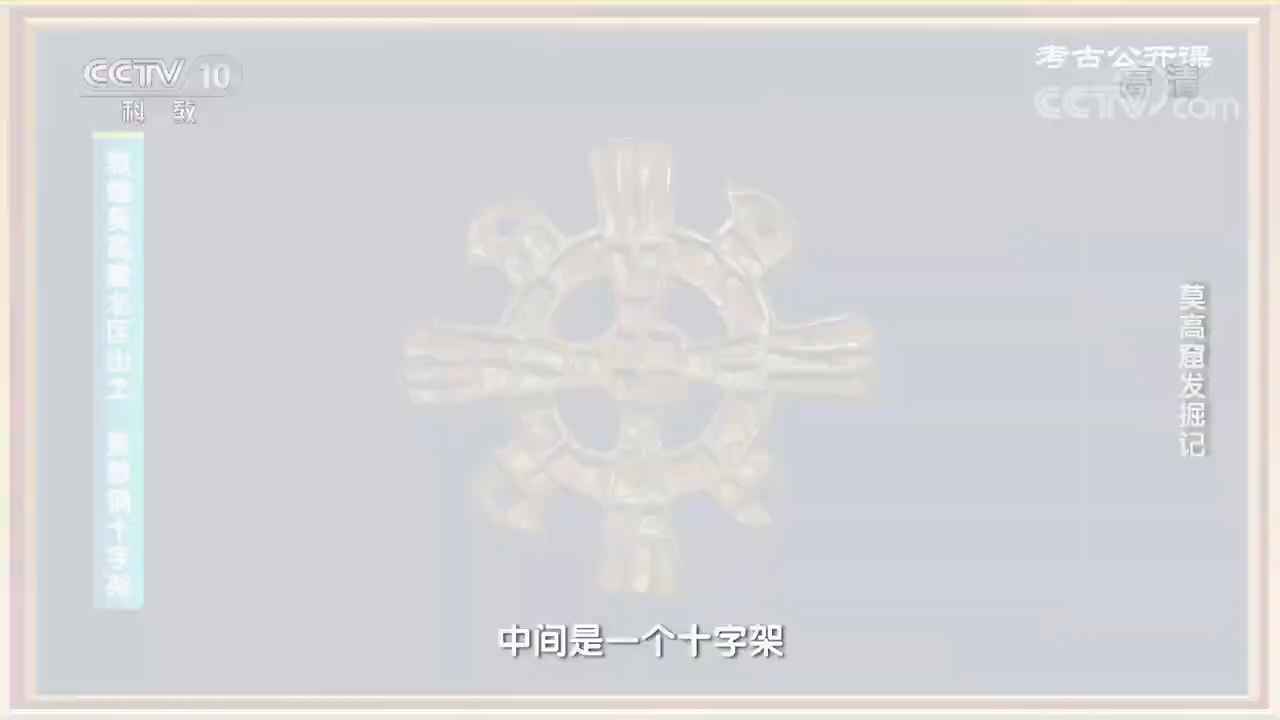 CCTV 10
科教
考古公开课
高清
CCTV com
敦煌莫高窟北区出土 景教铜十字架
莫高窟发掘记
中间是一个十字架